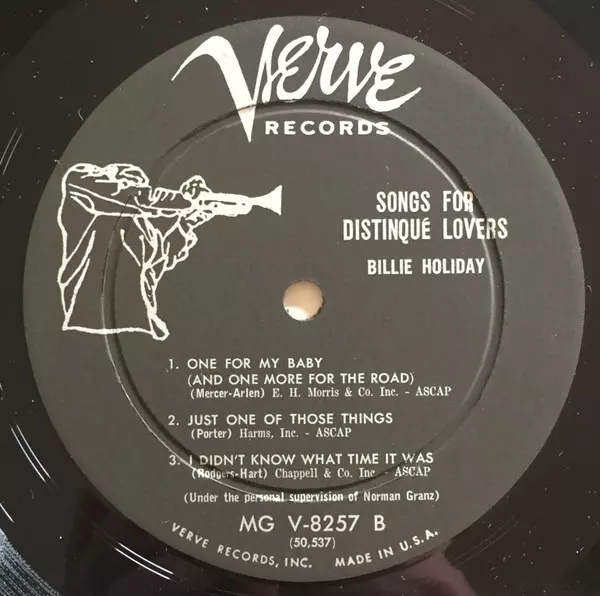 Verve
RECORDS
SONGS FOR
DISTINQUÉ LOVERS
BILLIE HOLIDAY
1. ONE FOR MY BABY
(AND ONE MORE FOR THE ROAD)
(Mercer-Arlen) E. H. Morris & Co. Inc. - ASCAP
2. JUST ONE OF THOSE THINGS
(Porter) Harms, Inc. - ASCAP
3. I DIDN'T KNOW WHAT TIME IT WAS
(Rodgers-Hart) Chappell & Co. Inc - ASCAP
(Under the personal supervision of Norman Granz)
MG V-8257 B
(50,537)
VERVE RECORDS, INC. MADE IN U.S.A.